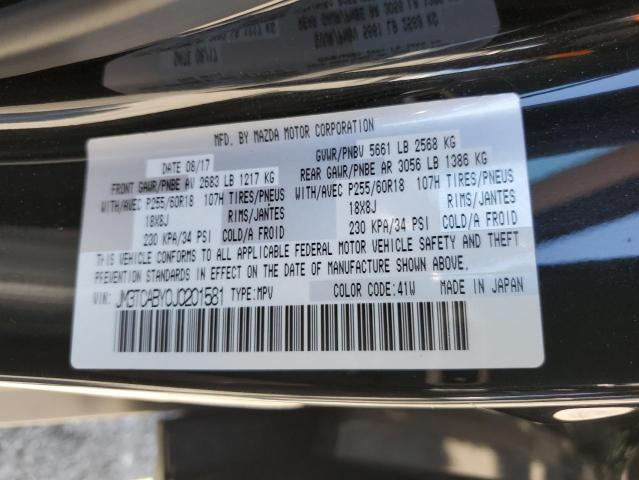 MFD. BY MAZDA MOTOR CORPORATION
DATE 08/17 GVWR/PNBV 5661 LB 2568 KG
FRONT GAWR/PNBE AV 2683 LB 1217 KG REAR GAWR/PNBE AR 3056 LB 1386 KG
WITH/AVEC P255/60R18 107H TIRES/PNEUS WITH/AVEC P255/60R18 107H TIRES/PNEUS
18X8J RIMS/JANTES 18X8J RIMS/JANTES
230 KPA/34 PSI COLD/A FROID 230 KPA/34 PSI COLD/A FROID
THIS VEHICLE CONFORMS TO ALL APPLICABLE FEDERAL MOTOR VEHICLE SAFETY AND THEFT
PREVENTION STANDARDS IN EFFECT ON THE DATE OF MANUFACTURE SHOWN ABOVE.
VIN: JM3TCABY0J0201581 TYPE:MPV COLOR CODE:41W MADE IN JAPAN